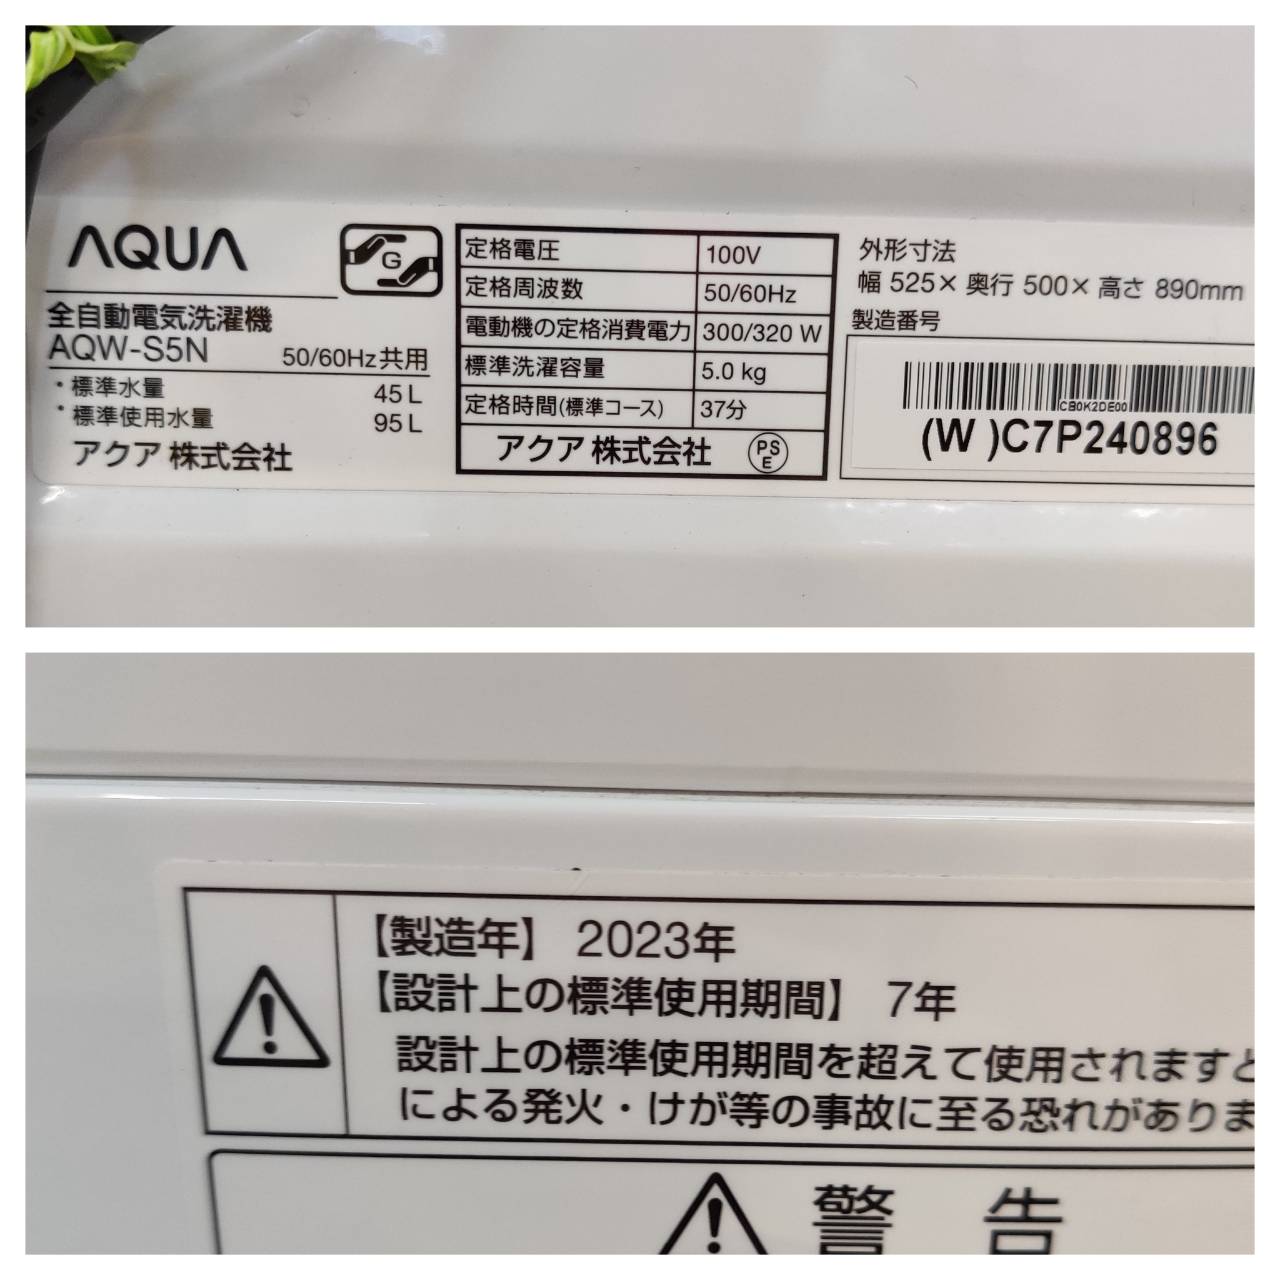 AQUA
G
全自動電気洗濯機
AQW-S5N 50/60Hz共用
・標準水量 45L
・標準使用水量 95L
アクア株式会社
定格電圧 100V
定格周波数 50/60Hz
電動機の定格消費電力 300/320 W
標準洗濯容量 5.0 kg
定格時間(標準コース) 37分
アクア株式会社 PSE
外形寸法
幅 525× 奥行 500× 高さ 890mm
製造番号
CB0K2DE00
(W )C7P240896
【製造年】 2023年
【設計上の標準使用期間】 7年
設計上の標準使用期間を超えて使用されますと
による発火・けが等の事故に至る恐れがありま
警 告